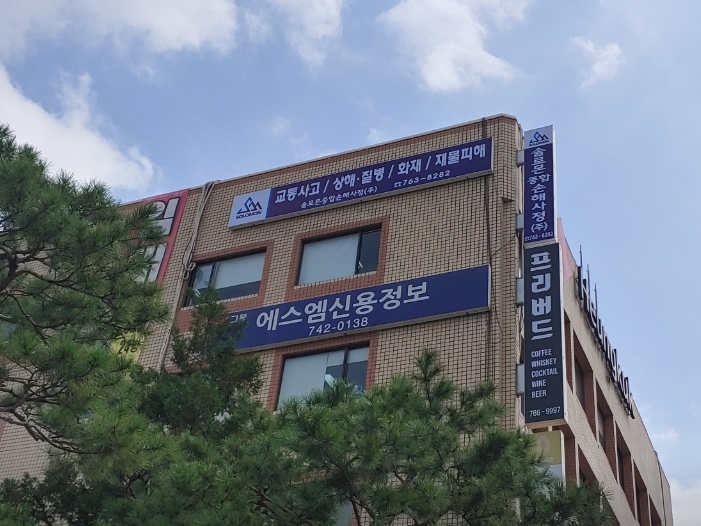 SOLOMON
교통사고 / 상해·질병 / 화재 / 재물피해
솔로몬종합손해사정(주) ☎763-8282
에스엠신용정보
742-0138
솔로몬종합손해사정(주)
☎763-8282
프리버드
COFFEE
WHISKEY
COCKTAIL
WINE
BEER
766-9997